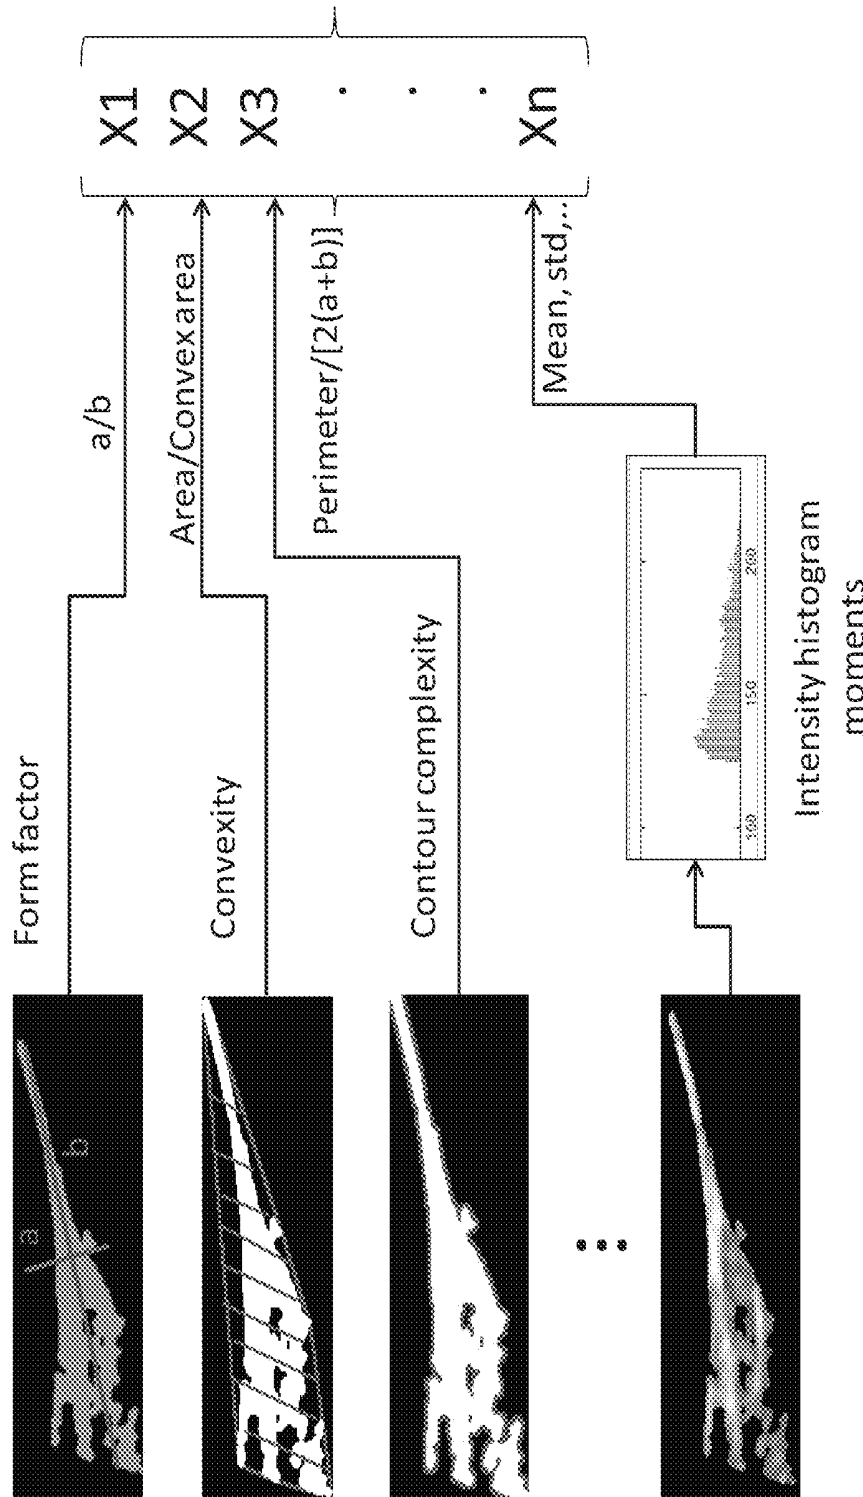 Form factor
a
b
a/b
X1
Convexity
Area/Convex area
X2
Contour complexity
Perimeter/[2(a+b)]
X3
. . .
Xn
Mean, std,..
100
150
200
Intensity histogram
moments